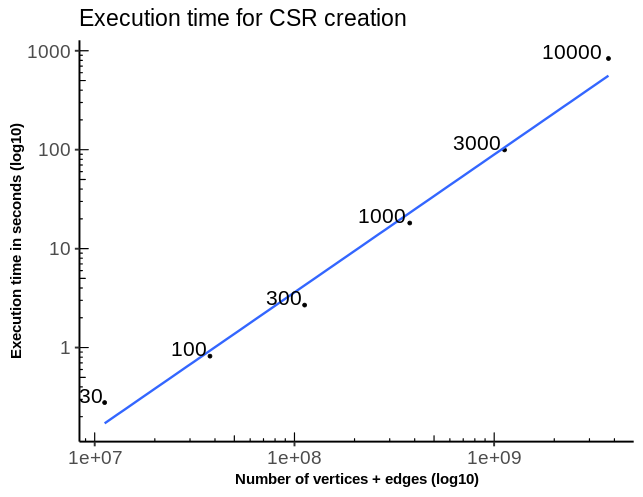 Execution time for CSR creation
1000
100
10
1
10000
3000
1000
300
100
30
1e+07
1e+08
1e+09
Number of vertices + edges (log10)
Execution time in seconds (log10)